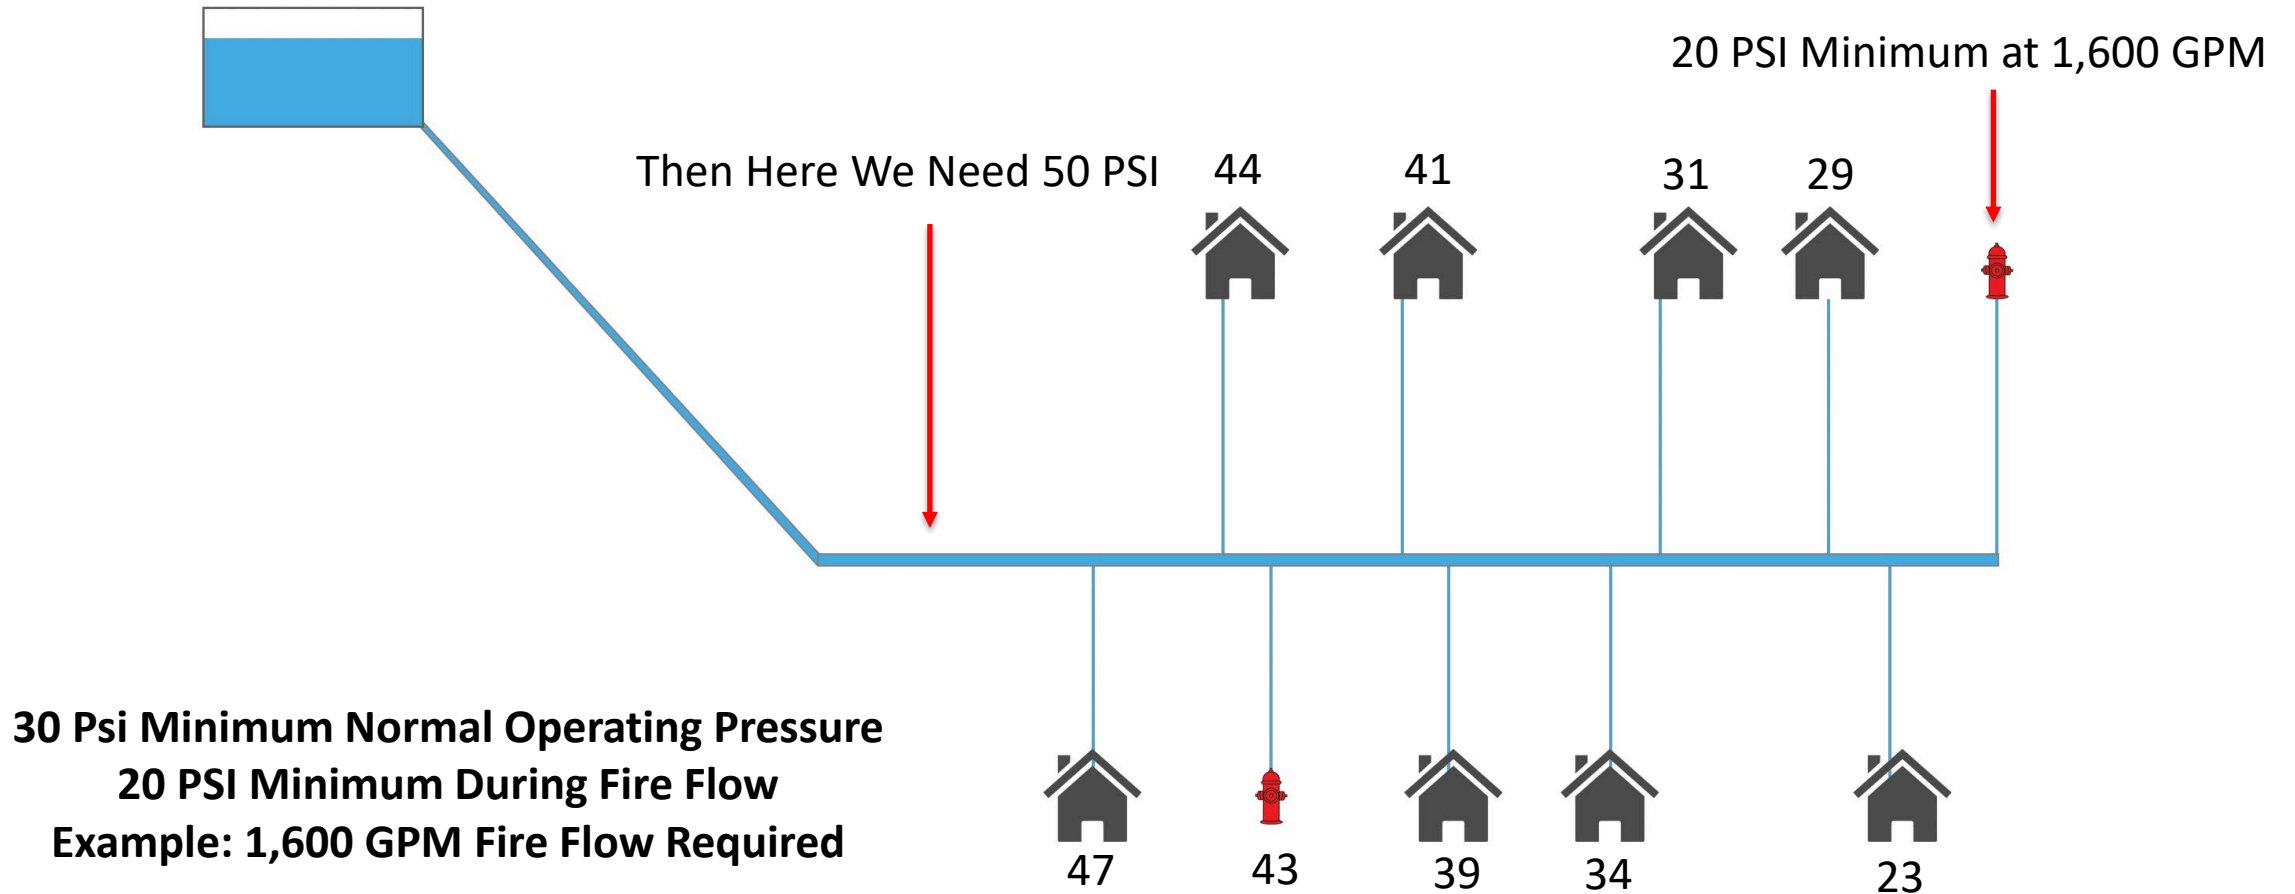 20 PSI Minimum at 1,600 GPM
Then Here We Need 50 PSI
44
41
31
29
30 Psi Minimum Normal Operating Pressure
20 PSI Minimum During Fire Flow
Example: 1,600 GPM Fire Flow Required
47
43
39
34
23